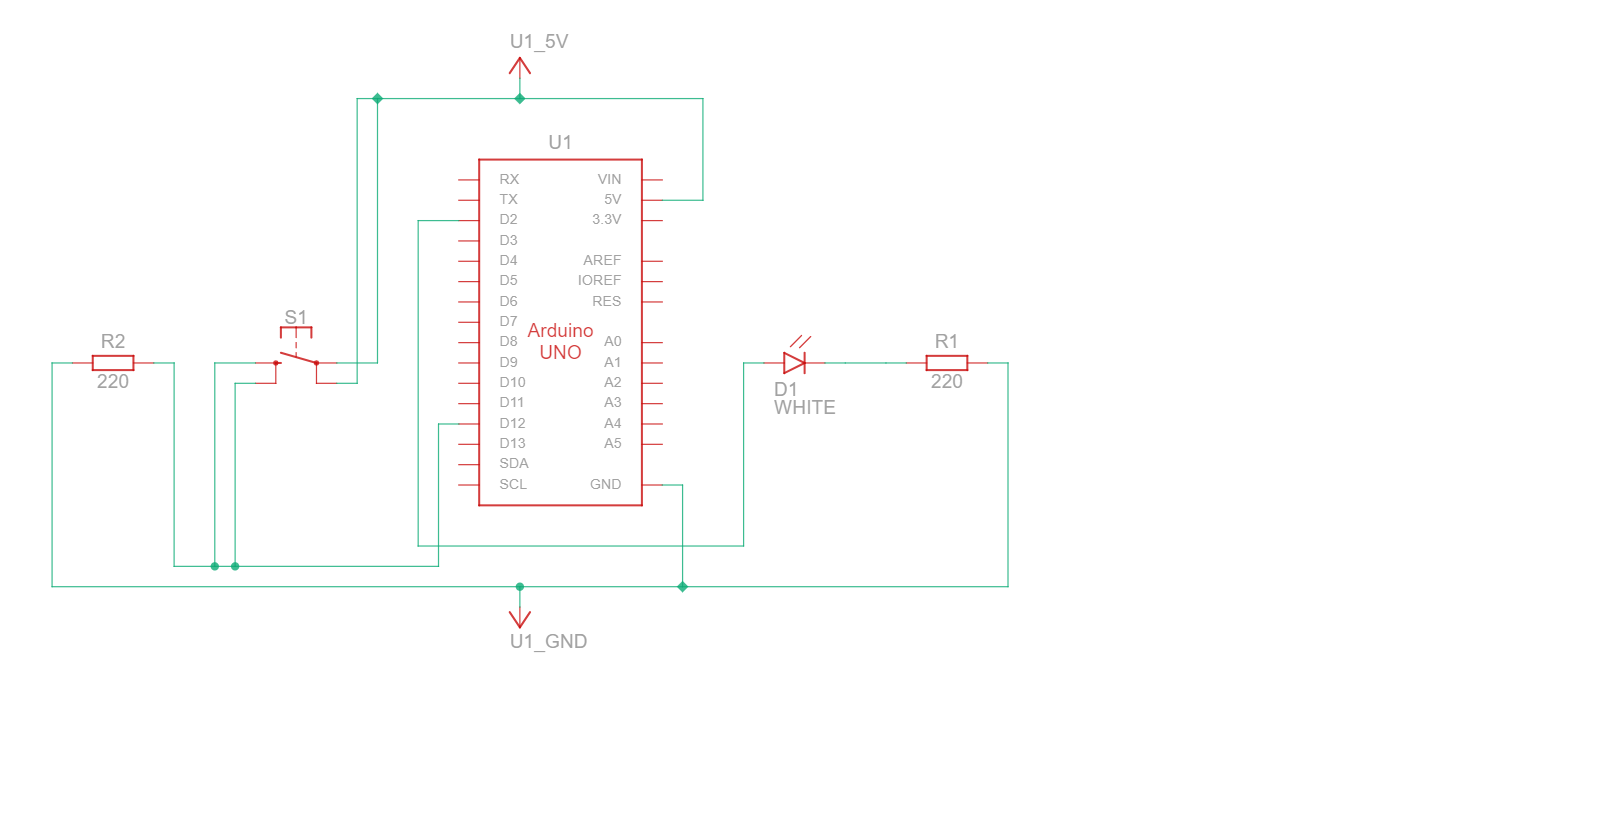 U1_5V
U1
RX VIN
TX 5V
D2 3.3V
D3
D4 AREF
D5 IOREF
D6 RES
D7
D8 A0
D9 A1
D10 A2
D11 A3
D12 A4
D13 A5
SDA
SCL GND
Arduino
UNO
S1
R2
220
D1
WHITE
R1
220
U1_GND